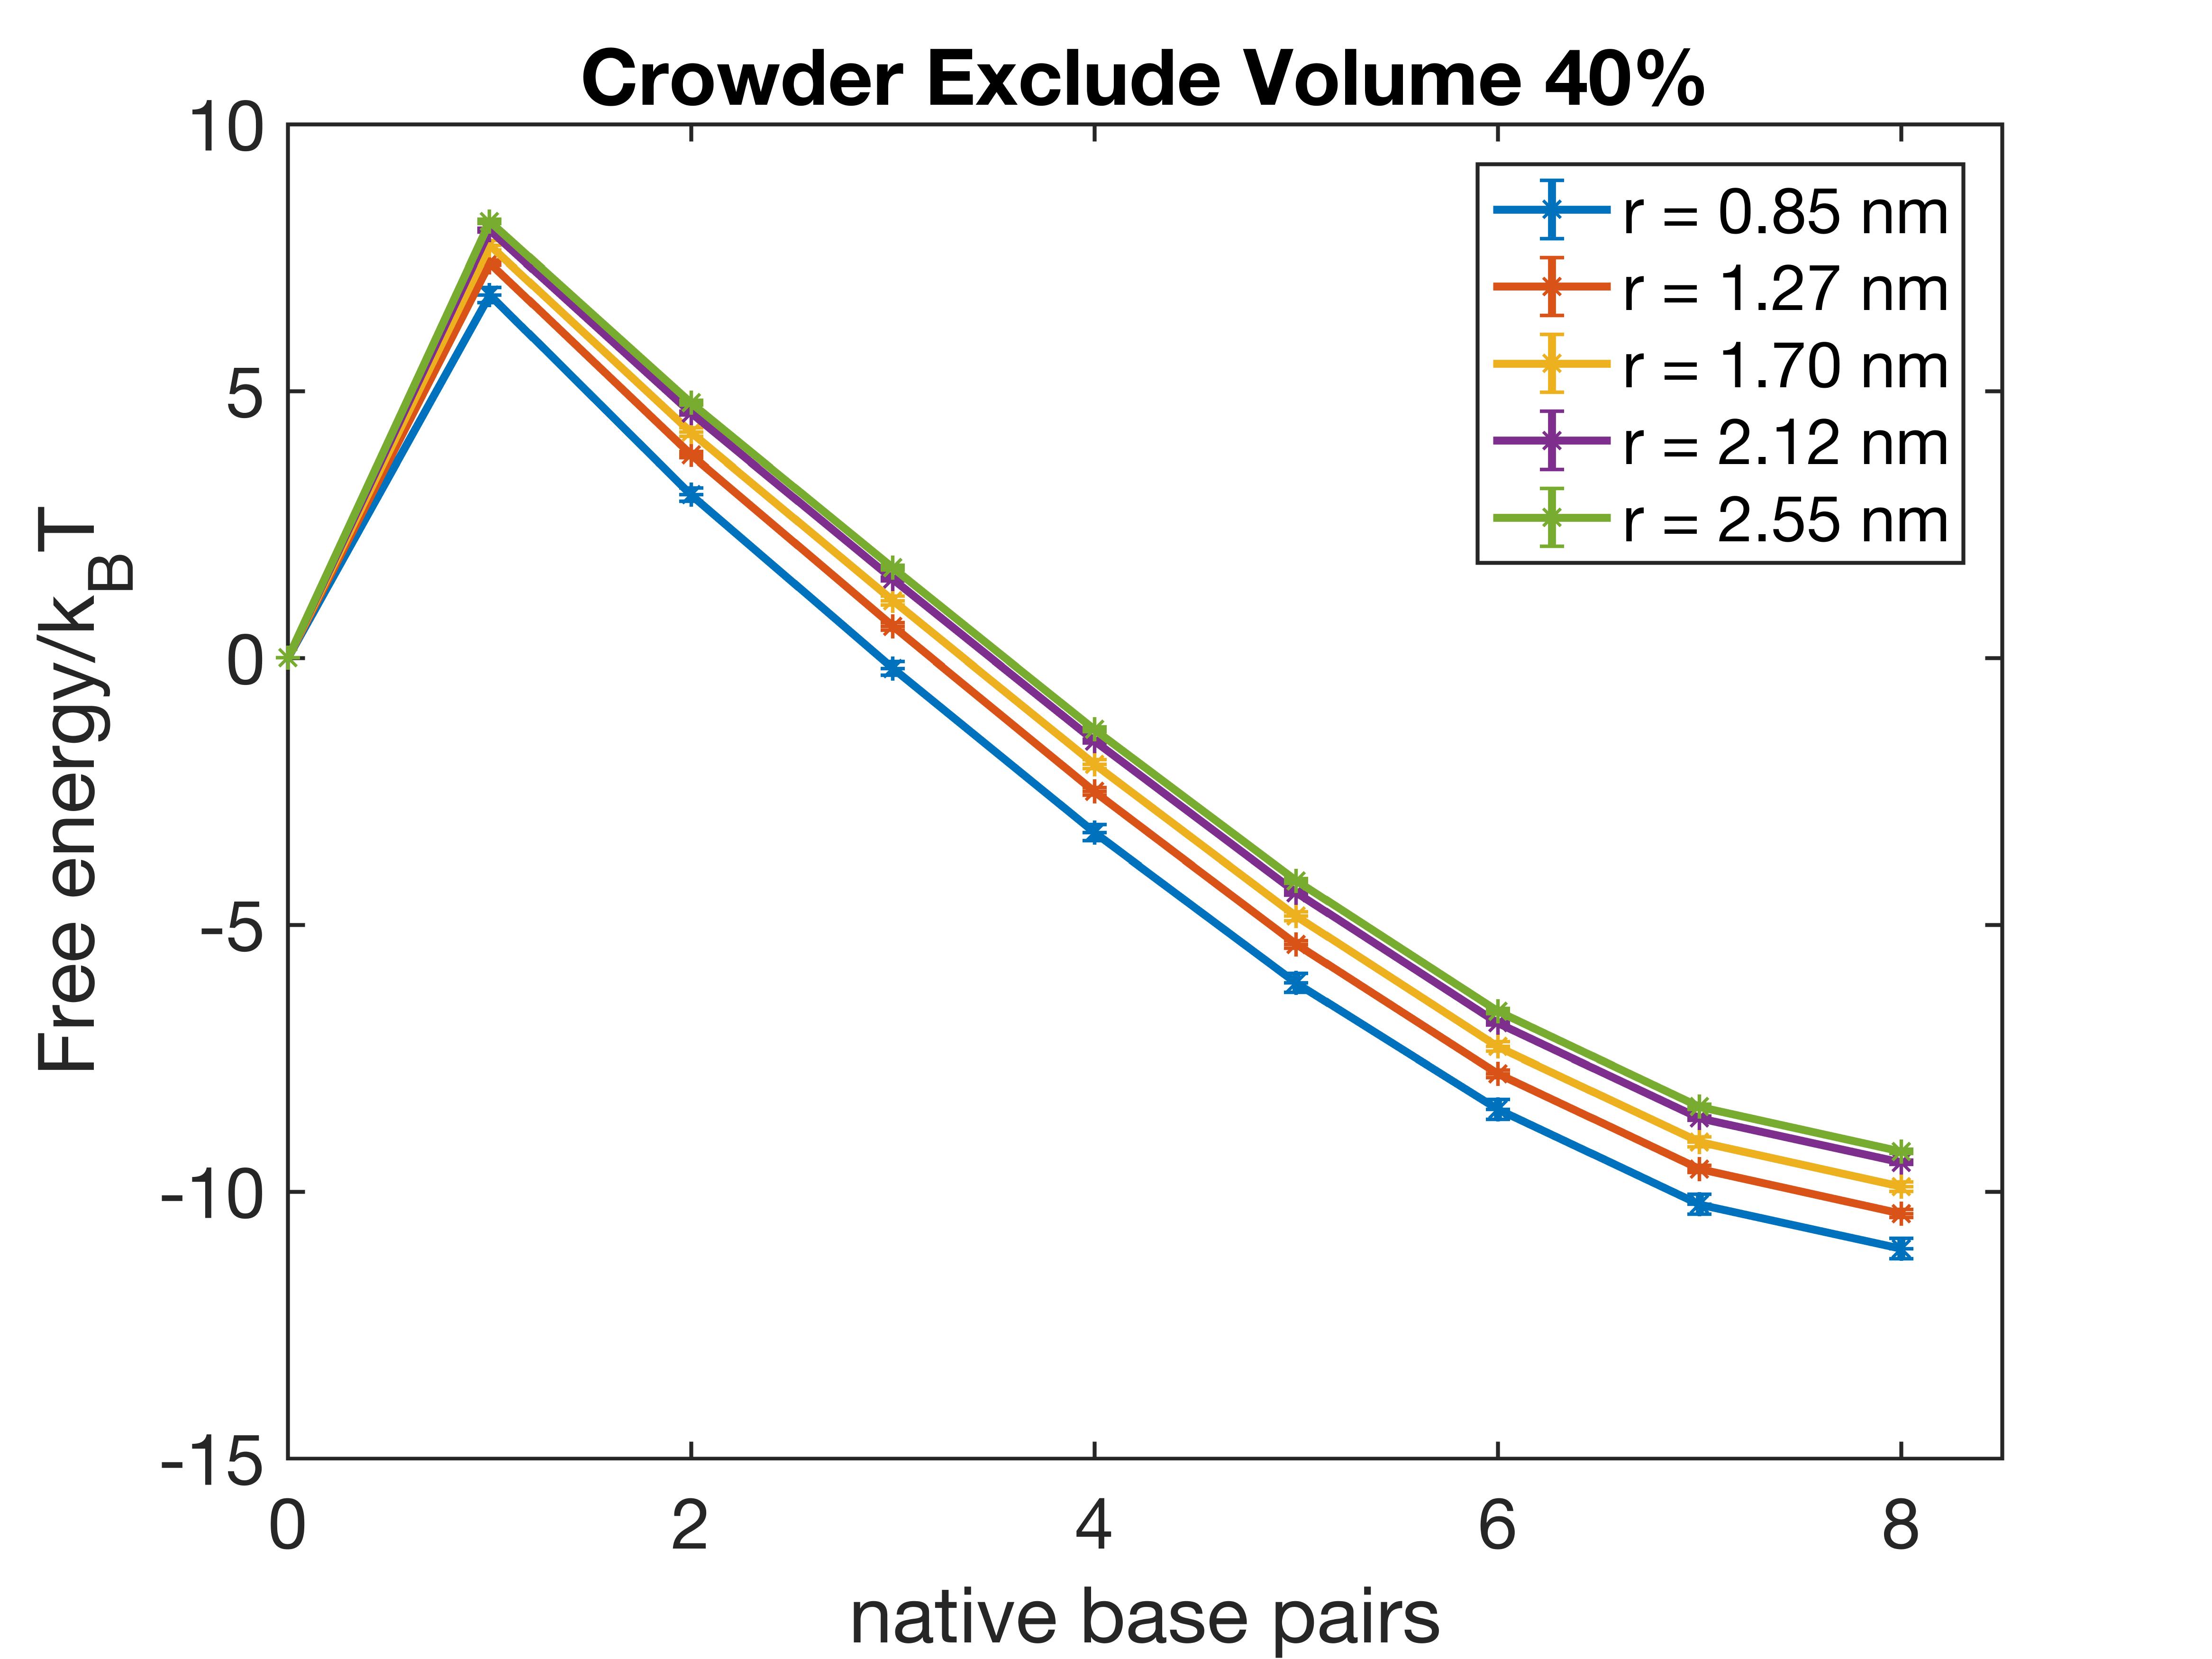 Crowder Exclude Volume 40%
10
5
0
-5
-10
-15
Free energy/k_BT
r = 0.85 nm
r = 1.27 nm
r = 1.70 nm
r = 2.12 nm
r = 2.55 nm
0 2 4 6 8
native base pairs